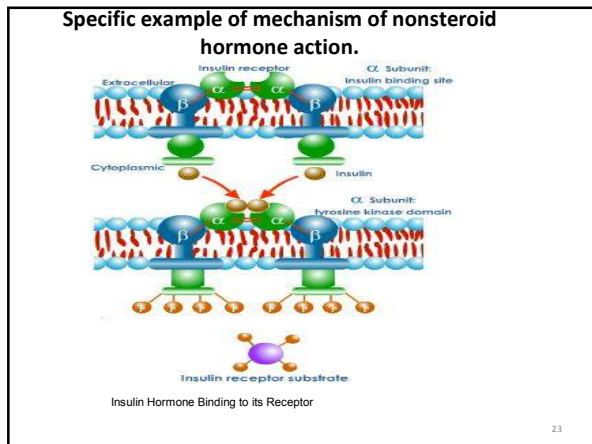 Specific example of mechanism of nonsteroid
hormone action.
Insulin receptor
α Subunit:
Extracellular
insulin binding site
α α
β β
Cytoplasmic
Insulin
α Subunit:
tyrosine kinase domain
α α
β β
P P P P P P P P
Insulin receptor substrate
Insulin Hormone Binding to its Receptor
23